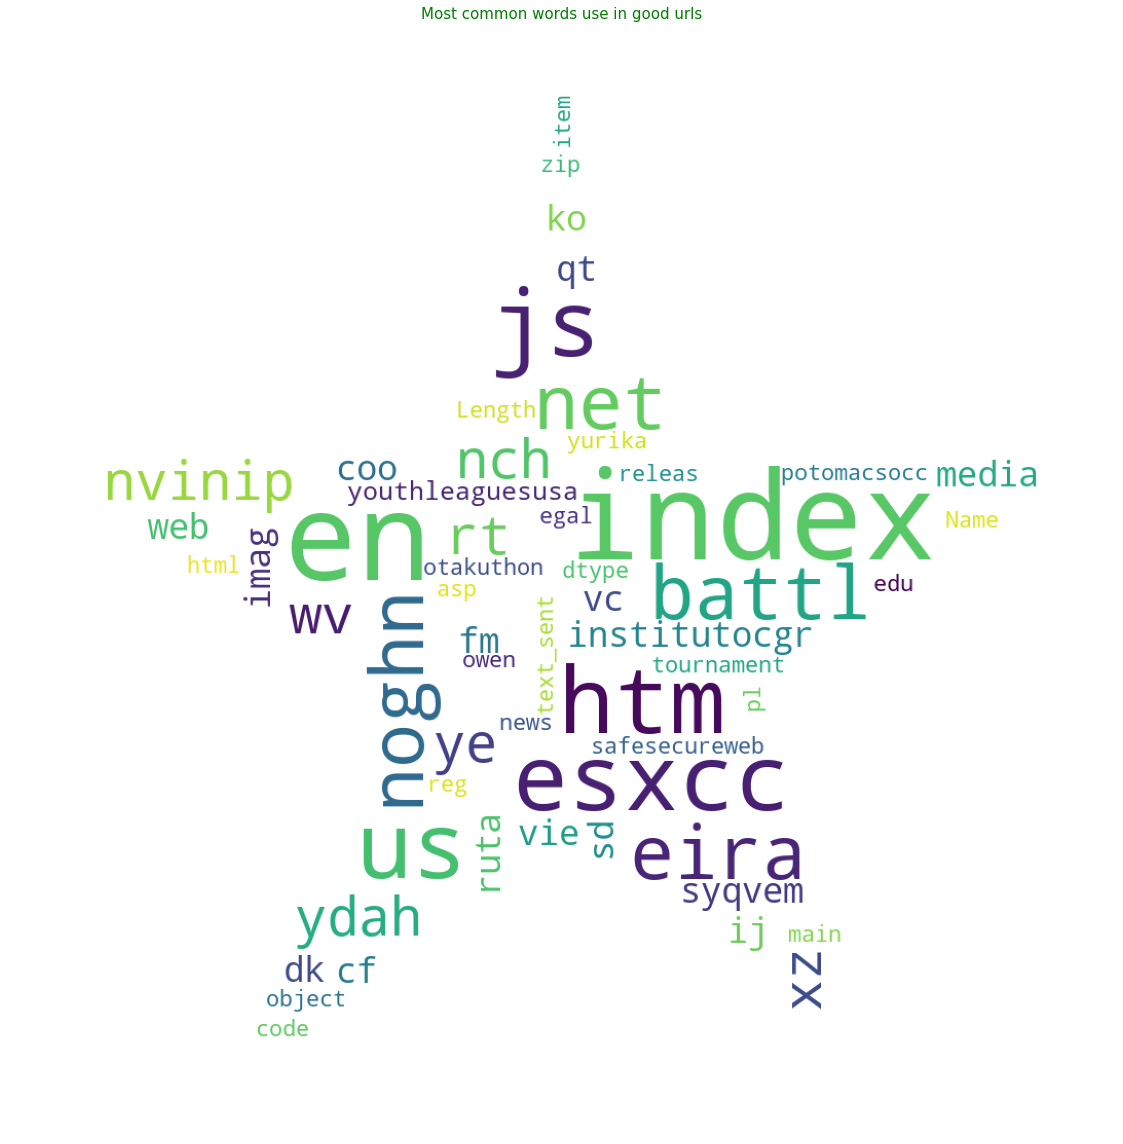 Most common words use in good urls
item
zip
ko
qt
js
net
Length
yurika
nch
coo
releas
potomacsocc
media
nvinip
youthleaguesusa
index
egal
Name
web
en
rt
imag
html
otakuthon
dtype
edu
asp
battl
vc
wv
noghn
fm
text_sent
institutocgr
owen
tournament
htm
pl
news
ye
safesecureweb
reg
esxcc
us
ruta
vie
sd
eira
syqvem
ydah
ij
main
dk
cf
xz
object
code